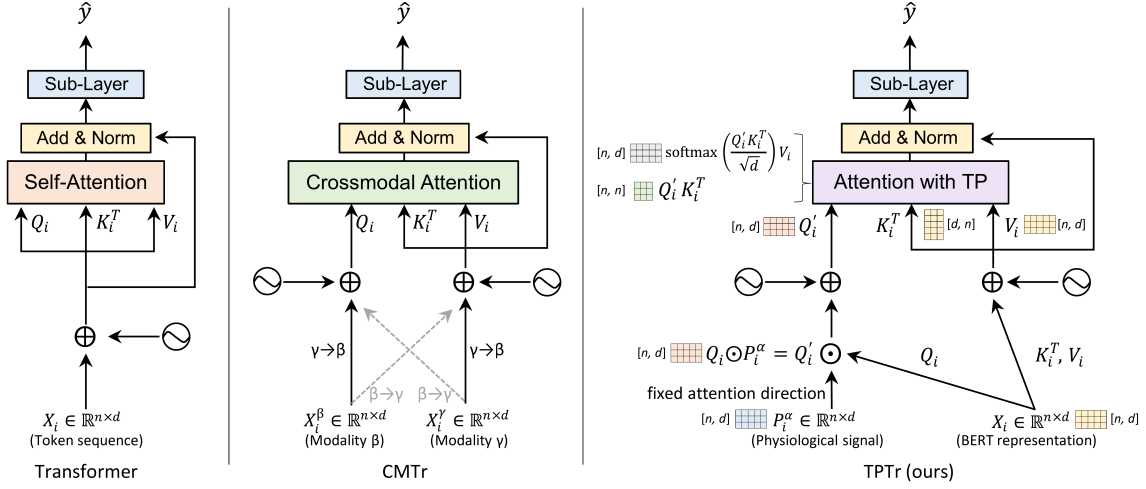 ŷ
Sub-Layer
Add & Norm
Self-Attention
Q_i K_i^T V_i
X_i ∈ ℝ^{n×d}
(Token sequence)
Transformer
ŷ
Sub-Layer
Add & Norm
Crossmodal Attention
Q_i K_i^T V_i
γ→β γ→β
β→γ β→γ
X_i^β ∈ ℝ^{n×d} X_i^γ ∈ ℝ^{n×d}
(Modality β) (Modality γ)
CMTr
ŷ
Sub-Layer
Add & Norm
[n, d] softmax (Q_i^' K_i^T / √d) V_i
Attention with TP
[n, n] Q_i^' K_i^T
[n, d] Q_i^' K_i^T [d, n] V_i [n, d]
[n, d] Q_i ⊙ P_i^α = Q_i^' ⊙
Q_i K_i^T, V_i
fixed attention direction
[n, d] P_i^α ∈ ℝ^{n×d} X_i ∈ ℝ^{n×d} [n, d]
(Physiological signal) (BERT representation)
TPTr (ours)